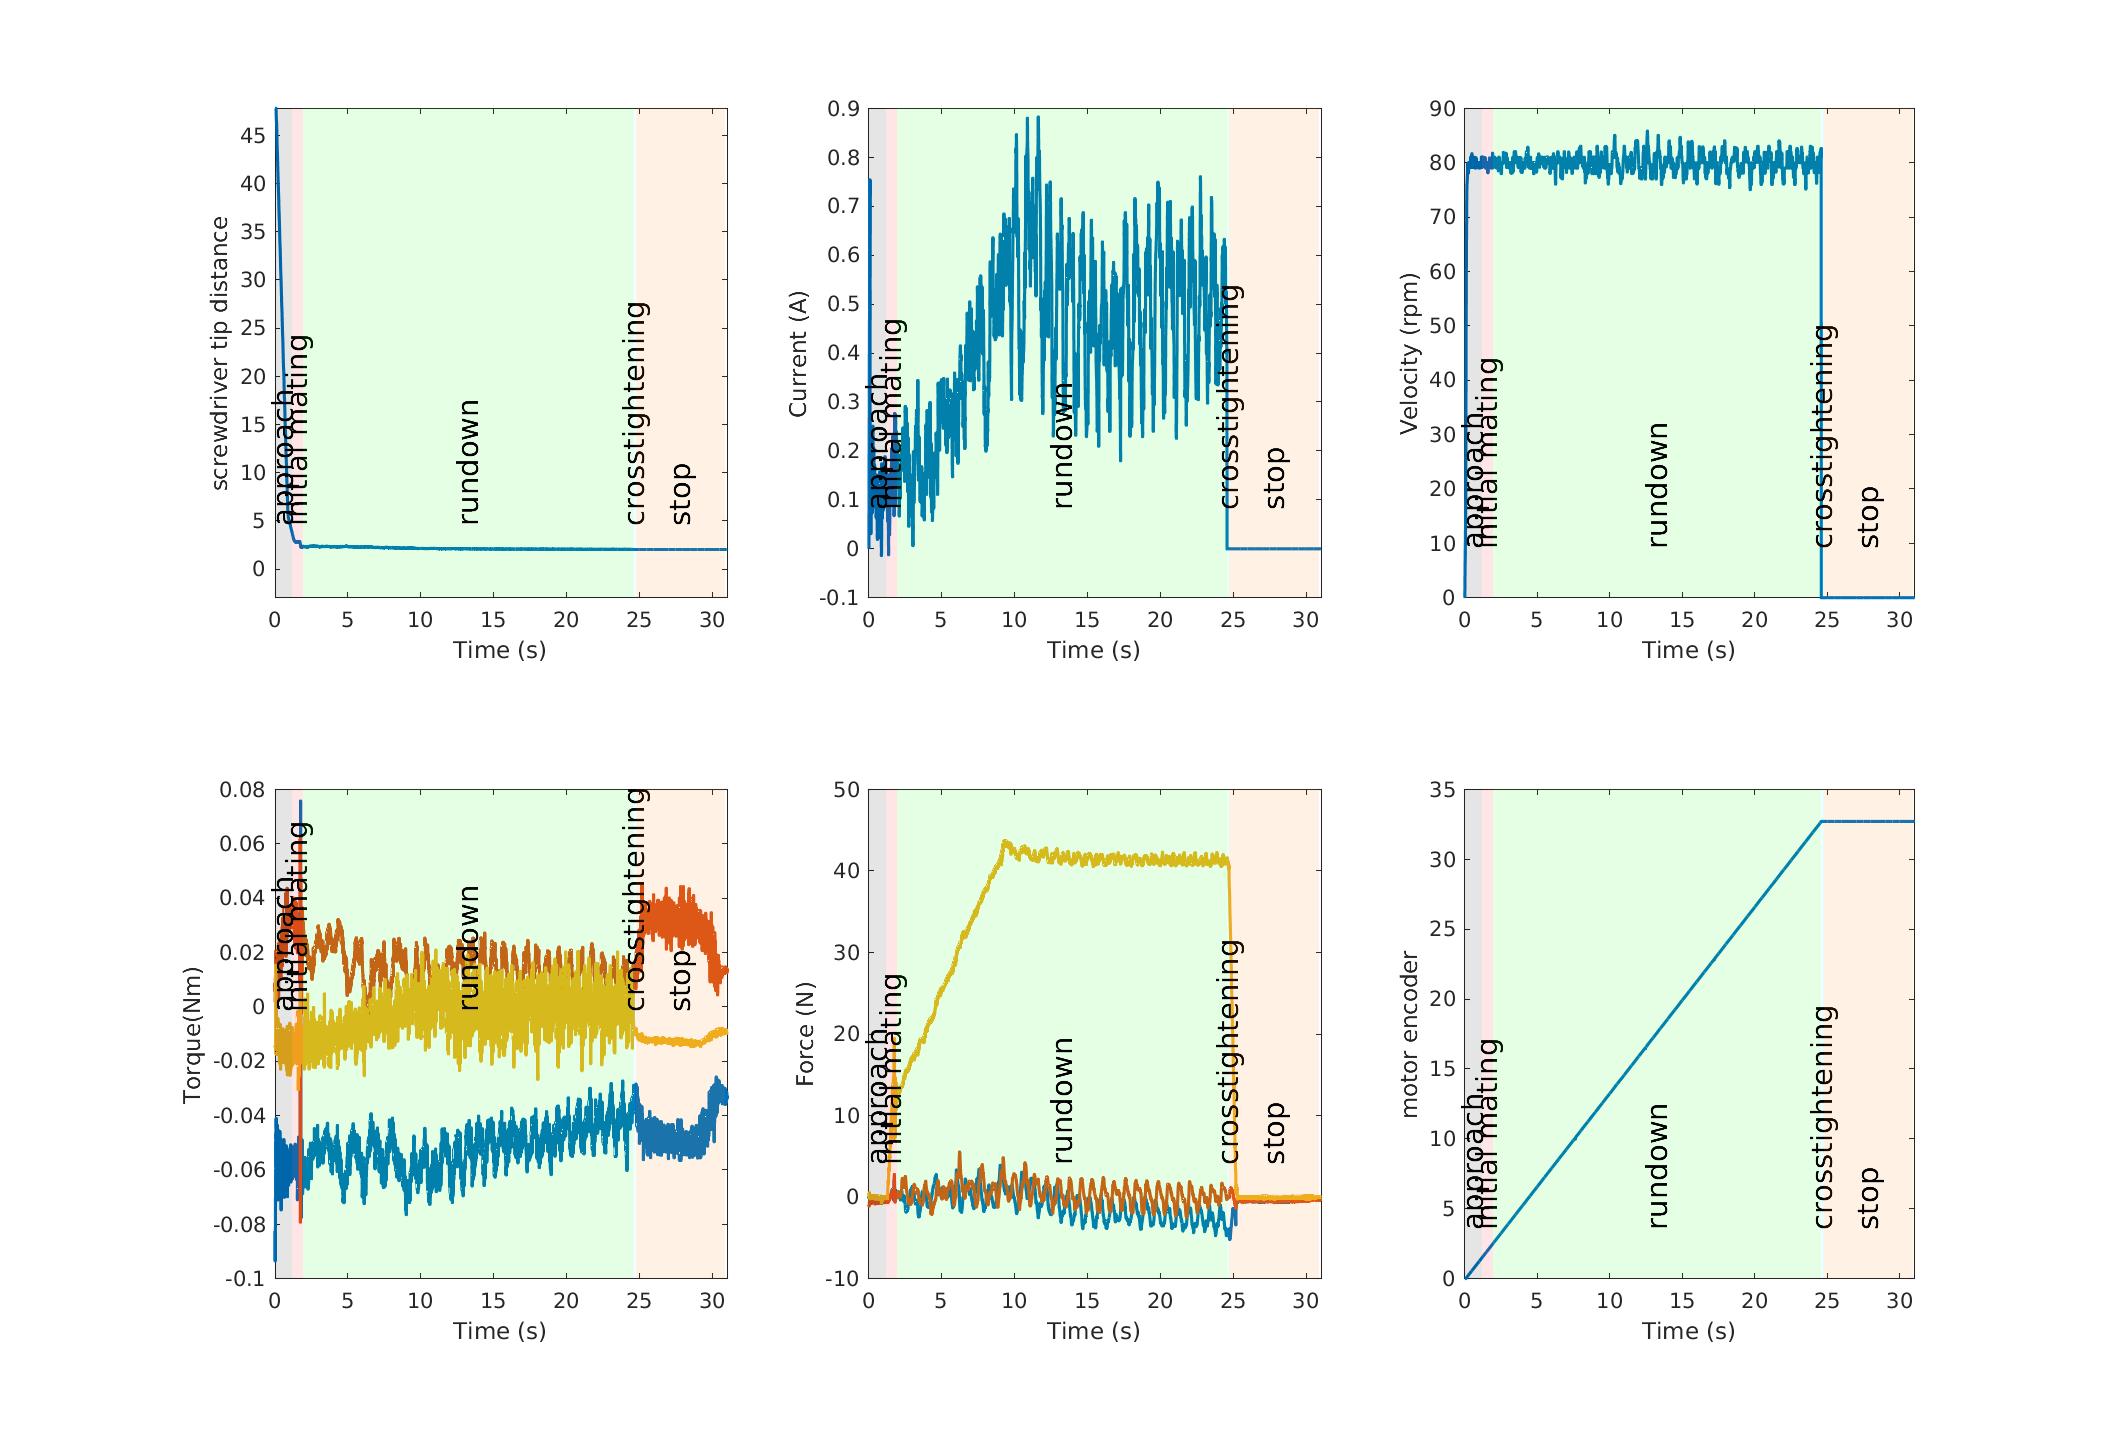 screwdriver tip distance
45
40
35
30
25
20
15
10
5
0
approach
initial mating
rundown
crosstightening
stop
0 5 10 15 20 25 30
Time (s)
Current (A)
0.9
0.8
0.7
0.6
0.5
0.4
0.3
0.2
0.1
0
-0.1
approach
initial mating
rundown
crosstightening
stop
0 5 10 15 20 25 30
Time (s)
Velocity (rpm)
90
80
70
60
50
40
30
20
10
0
approach
initial mating
rundown
crosstightening
stop
0 5 10 15 20 25 30
Time (s)
Torque(Nm)
0.08
0.06
0.04
0.02
0
-0.02
-0.04
-0.06
-0.08
-0.1
approach
initial mating
rundown
crosstightening
stop
0 5 10 15 20 25 30
Time (s)
Force (N)
50
40
30
20
10
0
-10
approach
initial mating
rundown
crosstightening
stop
0 5 10 15 20 25 30
Time (s)
motor encoder
35
30
25
20
15
10
5
0
approach
initial mating
rundown
crosstightening
stop
0 5 10 15 20 25 30
Time (s)